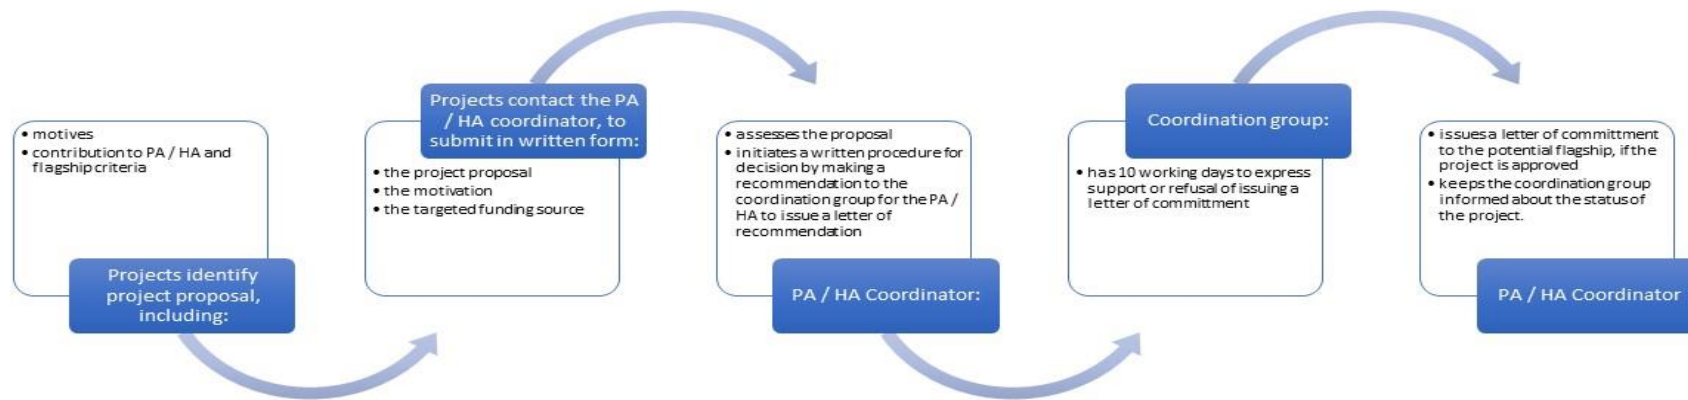 • motives
• contribution to PA / HA and
flagship criteria
Projects identify
project proposal,
including:
Projects contact the PA
/ HA coordinator, to
submit in written form:
• the project proposal
• the motivation
• the targeted funding source
• assesses the proposal
• initiates a written procedure for
decision by making a
recommendation to the
coordination group for the PA /
HA to issue a letter of
recommendation
PA / HA Coordinator:
Coordination group:
• has 10 working days to express
support or refusal of issuing a
letter of committment
• issues a letter of committment
to the potential flagship, if the
project is approved
• keeps the coordination group
informed about the status of
the project.
PA / HA Coordinator